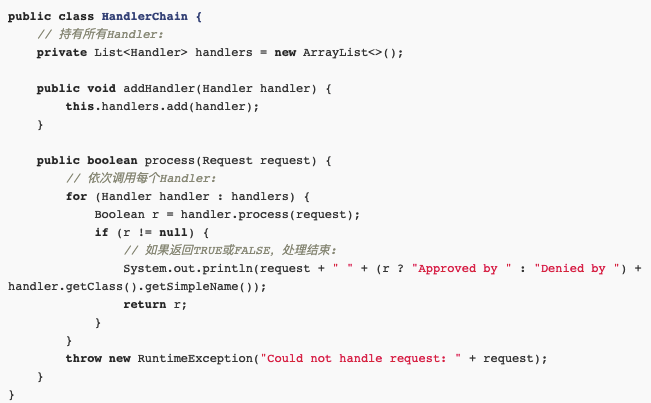 public class HandlerChain {
    // 持有所有Handler:
    private List<Handler> handlers = new ArrayList<>();

    public void addHandler(Handler handler) {
        this.handlers.add(handler);
    }

    public boolean process(Request request) {
        // 依次调用每个Handler:
        for (Handler handler : handlers) {
            Boolean r = handler.process(request);
            if (r != null) {
                // 如果返回TRUE或FALSE，处理结束:
                System.out.println(request + " " + (r ? "Approved by " : "Denied by ") +
handler.getClass().getSimpleName());
                return r;
            }
        }
        throw new RuntimeException("Could not handle request: " + request);
    }
}